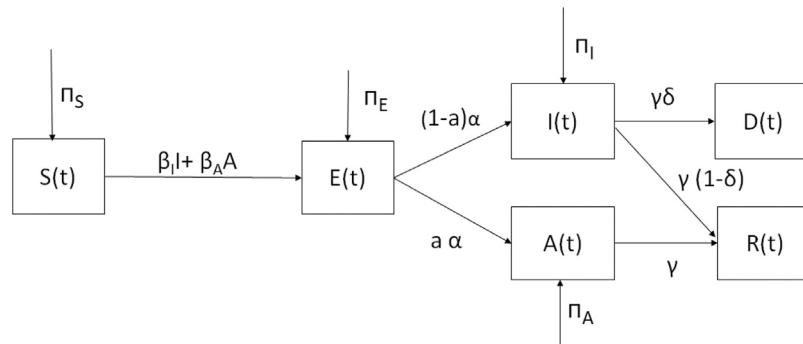 Π_S
Π_E
Π_I
S(t)
β_I I+ β_A A
E(t)
(1-a)α
a α
I(t)
γδ
D(t)
γ (1-δ)
A(t)
γ
R(t)
Π_A